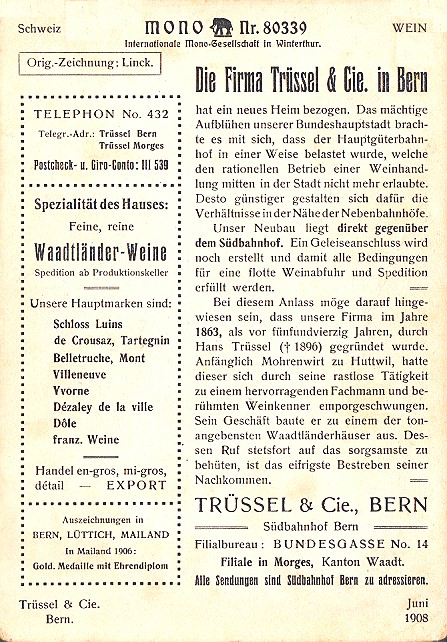 Schweiz
MONO Nr. 80339
WEIN
Internationale Mono-Gesellschaft in Winterthur.
Orig.-Zeichnung: Linck.
TELEPHON No. 432
Telegr.-Adr.: Trüssel Bern
Trüssel Morges
Postcheck- u. Giro-Conto: III 539
Spezialität des Hauses:
Feine, reine
Waadtländer-Weine
Spedition ab Produktionskeller
Unsere Hauptmarken sind:
Schloss Luins
de Crousaz, Tartegnin
Belletruche, Mont
Villeneuve
Yvorne
Dézaley de la ville
Dôle
franz. Weine
Handel en-gros, mi-gros,
détail — EXPORT
Auszeichnungen in
BERN, LÜTTICH, MAILAND
In Mailand 1906:
Gold. Medaille mit Ehrendiplom
Die Firma Trüssel & Cie. in Bern
hat ein neues Heim bezogen. Das mächtige
Aufblühen unserer Bundeshauptstadt brach-
te es mit sich, dass der Hauptgüterbahn-
hof in einer Weise belastet wurde, welche
den rationellen Betrieb einer Weinhand-
lung mitten in der Stadt nicht mehr erlaubte.
Desto günstiger gestalten sich dafür die
Verhältnisse in der Nähe der Nebenbahnhöfe.
Unser Neubau liegt direkt gegenüber
dem Südbahnhof. Ein Geleiseanschluss wird
noch erstellt und damit alle Bedingungen
für eine flotte Weinabfuhr und Spedition
erfüllt werden.
Bei diesem Anlass möge darauf hinge-
wiesen sein, dass unsere Firma im Jahre
1863, als vor fünfundvierzig Jahren, durch
Hans Trüssel († 1896) gegründet wurde.
Anfänglich Mohrenwirt zu Huttwil, hatte
dieser sich durch seine rastlose Tätigkeit
zu einem hervorragenden Fachmann und be-
rühmten Weinkenner emporgeschwungen.
Sein Geschäft baute er zu einem der ton-
angebensten Waadtländerhäuser aus. Des-
sen Ruf stetsfort auf das sorgsamste zu
behüten, ist das eifrigste Bestreben seiner
Nachkommen.
TRÜSSEL & Cie., BERN
Südbahnhof Bern
Filialbureau: BUNDESGASSE No. 14
Filiale in Morges, Kanton Waadt.
Alle Sendungen sind Südbahnhof Bern zu adressieren.
Trüssel & Cie.
Bern.
Juni
1908